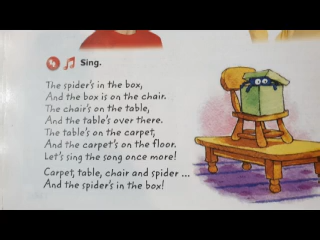 Sing.
The spider's in the box,
And the box is on the chair.
The chair's on the table,
And the table's over there.
The table's on the carpet,
And the carpet's on the floor.
Let's sing the song once more!
Carpet, table, chair and spider ...
And the spider's in the box!